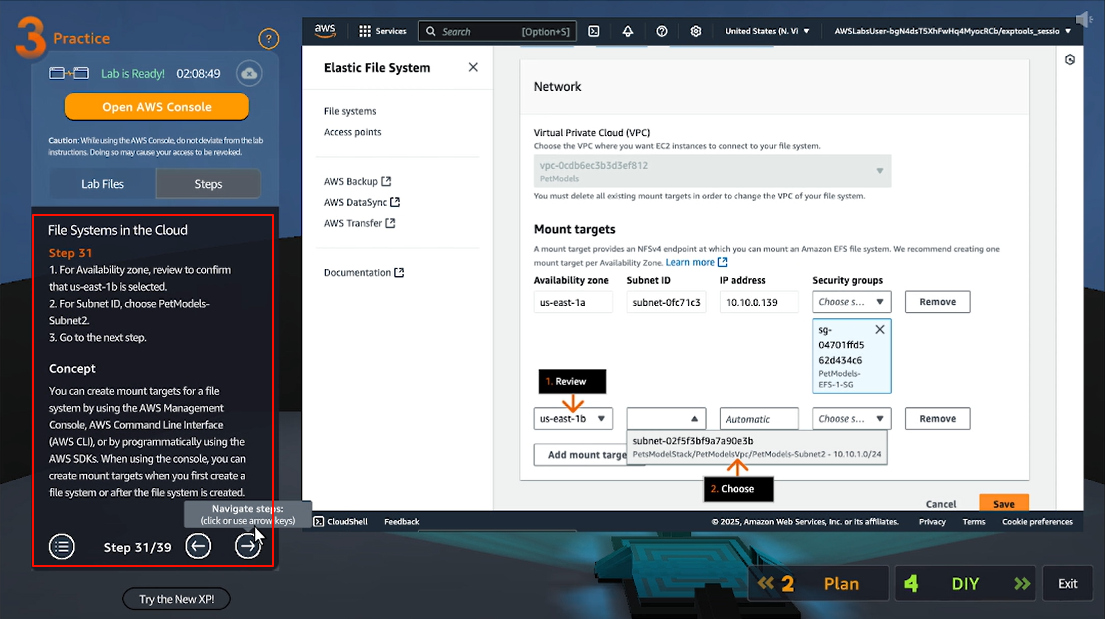 3 Practice
?
Lab is Ready! 02:08:49
Open AWS Console
Caution: While using the AWS Console, do not deviate from the lab
instructions. Doing so may cause your access to be revoked.
Lab Files
Steps
File Systems in the Cloud
Step 31
1. For Availability zone, review to confirm
that us-east-1b is selected.
2. For Subnet ID, choose PetModels-
Subnet2.
3. Go to the next step.
Concept
You can create mount targets for a file
system by using the AWS Management
Console, AWS Command Line Interface
(AWS CLI), or by programmatically using the
AWS SDKs. When using the console, you can
create mount targets when you first create a
file system or after the file system is created.
Navigate steps:
(click or use arrow keys)
Step 31/39
Try the New XP!
aws
Services
Search [Option+S]
United States (N. Vi
AWSLabsUser-bgN4dsT5XhFwHq4MyocRCb/exptools_sessio
Elastic File System
File systems
Access points
AWS Backup
AWS DataSync
AWS Transfer
Documentation
Network
Virtual Private Cloud (VPC)
Choose the VPC where you want EC2 instances to connect to your file system.
vpc-0cdb6ec3b3d3ef812
PetModels
You must delete all existing mount targets in order to change the VPC of your file system.
Mount targets
A mount target provides an NFSv4 endpoint at which you can mount an Amazon EFS file system. We recommend creating one
mount target per Availability Zone. Learn more
Availability zone Subnet ID IP address Security groups
us-east-1a subnet-0fc71c3 10.10.0.139 Choose s... Remove
sg-
04701ffd5
62d434c6
PetModels-
EFS-1-SG
1. Review
us-east-1b Automatic Choose s... Remove
subnet-02f5f3bf9a7a90e3b
PetsModelStack/PetModelsVpc/PetModels-Subnet2 - 10.10.1.0/24
Add mount targe
2. Choose
Cancel Save
CloudShell Feedback
© 2025, Amazon Web Services, Inc. or its affiliates. Privacy Terms Cookie preferences
2 Plan
4 DIY
Exit